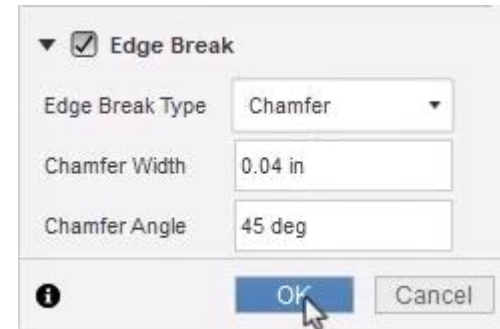 Edge Break
Edge Break Type Chamfer
Chamfer Width 0.04 in
Chamfer Angle 45 deg
OK Cancel